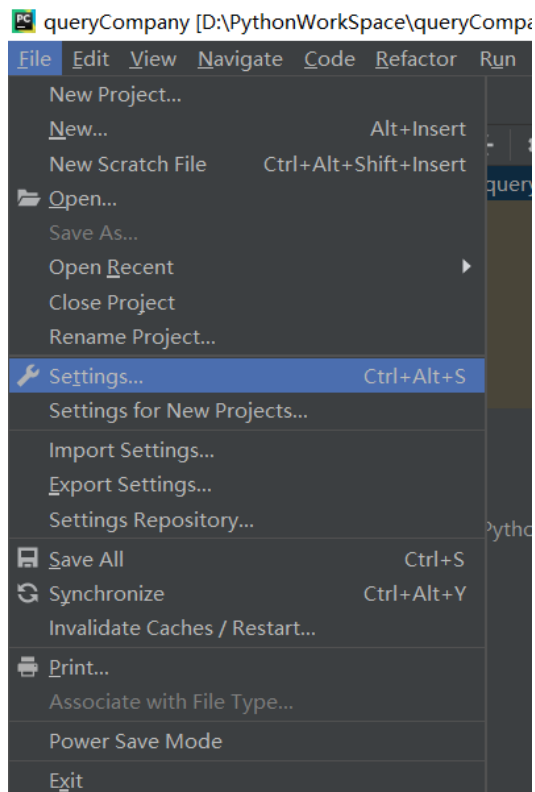 PC queryCompany [D:\PythonWorkSpace\queryCompa
File Edit View Navigate Code Refactor Run
New Project...
New... Alt+Insert
New Scratch File Ctrl+Alt+Shift+Insert
query
Open...
Save As...
Open Recent
Close Project
Rename Project...
Settings... Ctrl+Alt+S
Settings for New Projects...
Import Settings...
Export Settings...
Settings Repository...
Pytho
Save All Ctrl+S
Synchronize Ctrl+Alt+Y
Invalidate Caches / Restart...
Print...
Associate with File Type...
Power Save Mode
Exit